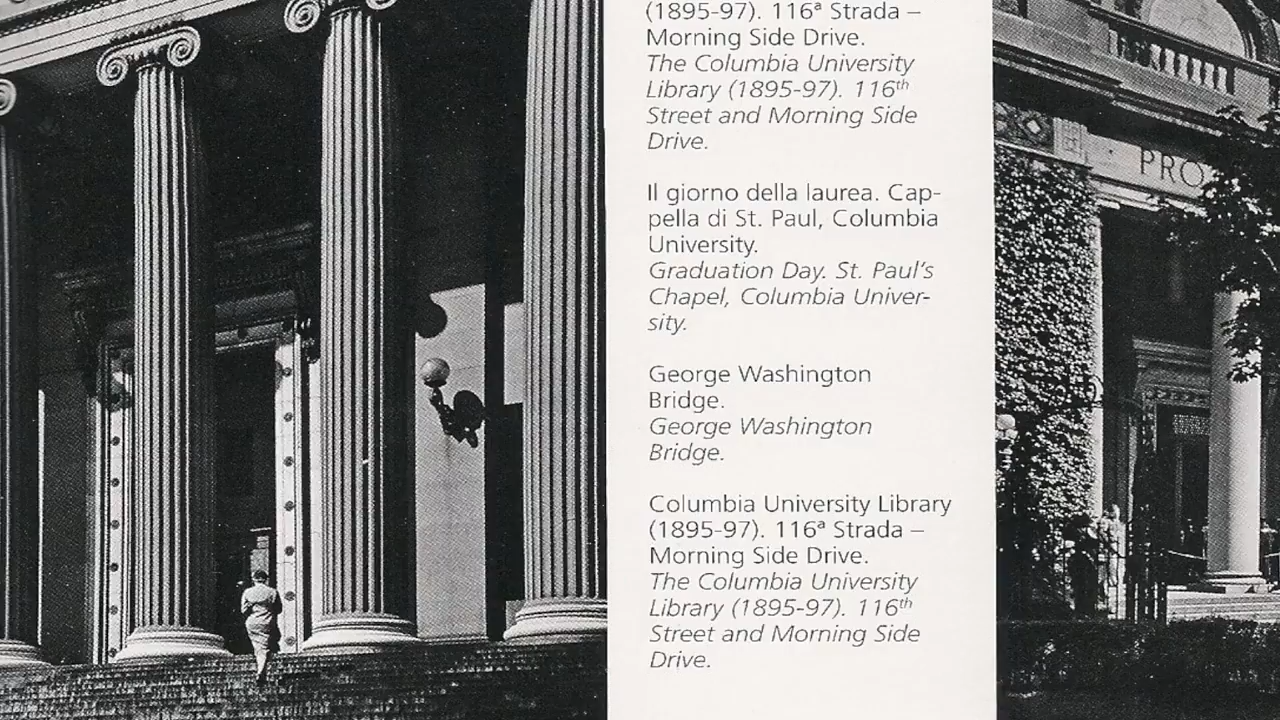 (1895-97). 116ª Strada –
Morning Side Drive.
The Columbia University
Library (1895-97). 116th
Street and Morning Side
Drive.
Il giorno della laurea. Cap-
pella di St. Paul, Columbia
University.
Graduation Day. St. Paul's
Chapel, Columbia Univer-
sity.
George Washington
Bridge.
George Washington
Bridge.
Columbia University Library
(1895-97). 116ª Strada –
Morning Side Drive.
The Columbia University
Library (1895-97). 116th
Street and Morning Side
Drive.
PRO